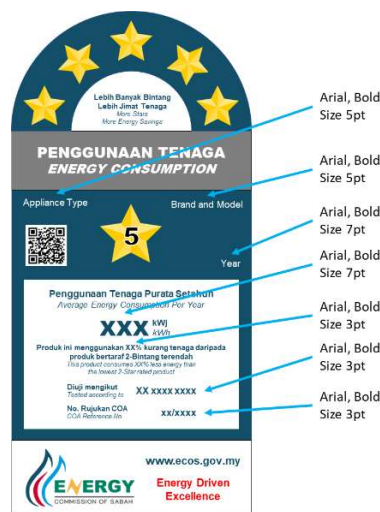 Lebih Banyak Bintang
Lebih Jimat Tenaga
More Stars
More Energy Savings
PENGGUNAAN TENAGA
ENERGY CONSUMPTION
Appliance Type
Brand and Model
5
Year
Penggunaan Tenaga Purata Setahun
Average Energy Consumption Per Year
XXX kWj
kWh
Produk ini menggunakan XX% kurang tenaga daripada
produk bertaraf 2-Bintang terendah
This product consumes XX% less energy than
the lowest 2-Star rated product
Diuji mengikut
Tested according to
XX xxxx xxxx
No. Rujukan COA
COA Reference No.
xx/xxxx
ENERGY
COMMISSION OF SABAH
www.ecos.gov.my
Energy Driven
Excellence
Arial, Bold
Size 5pt
Arial, Bold
Size 5pt
Arial, Bold
Size 7pt
Arial, Bold
Size 7pt
Arial, Bold
Size 3pt
Arial, Bold
Size 3pt
Arial, Bold
Size 3pt